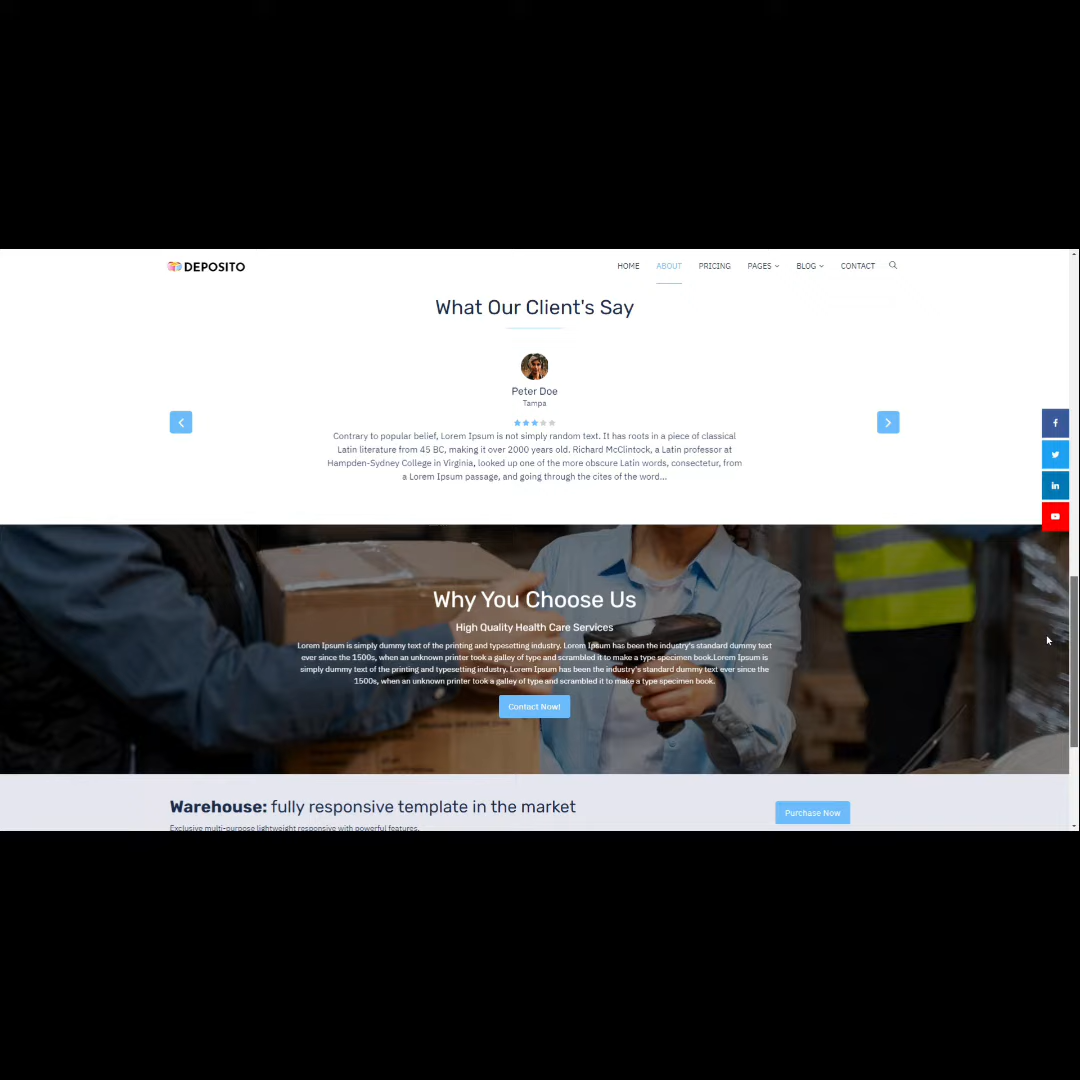 DEPOSITO
HOME ABOUT PRICING PAGES BLOG CONTACT
What Our Client's Say
Peter Doe
Tampa
Contrary to popular belief, Lorem Ipsum is not simply random text. It has roots in a piece of classical
Latin literature from 45 BC, making it over 2000 years old. Richard McClintock, a Latin professor at
Hampden-Sydney College in Virginia, looked up one of the more obscure Latin words, consectetur, from
a Lorem Ipsum passage, and going through the cites of the word...
Why You Choose Us
High Quality Health Care Services
Lorem Ipsum is simply dummy text of the printing and typesetting industry. Lorem Ipsum has been the industry's standard dummy text
ever since the 1500s, when an unknown printer took a galley of type and scrambled it to make a type specimen book.Lorem Ipsum is
simply dummy text of the printing and typesetting industry. Lorem Ipsum has been the industry's standard dummy text ever since the
1500s, when an unknown printer took a galley of type and scrambled it to make a type specimen book.
Contact Now!
Warehouse: fully responsive template in the market
Purchase Now
Exclusive multi-purpose lightweight responsive with powerful features.